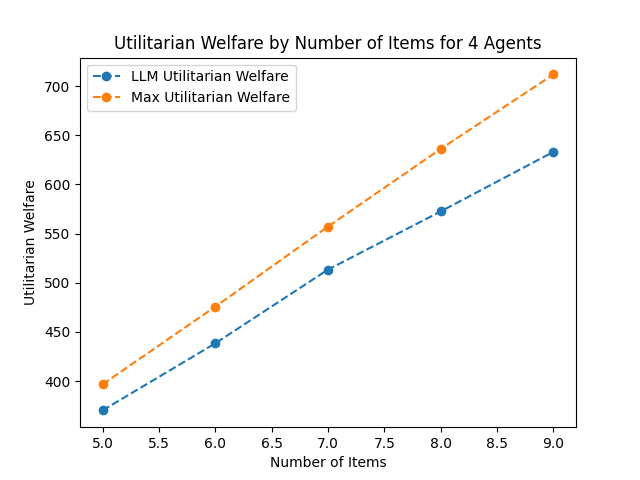 Utilitarian Welfare by Number of Items for 4 Agents
LLM Utilitarian Welfare
Max Utilitarian Welfare
Utilitarian Welfare
700
650
600
550
500
450
400
5.0 5.5 6.0 6.5 7.0 7.5 8.0 8.5 9.0
Number of Items